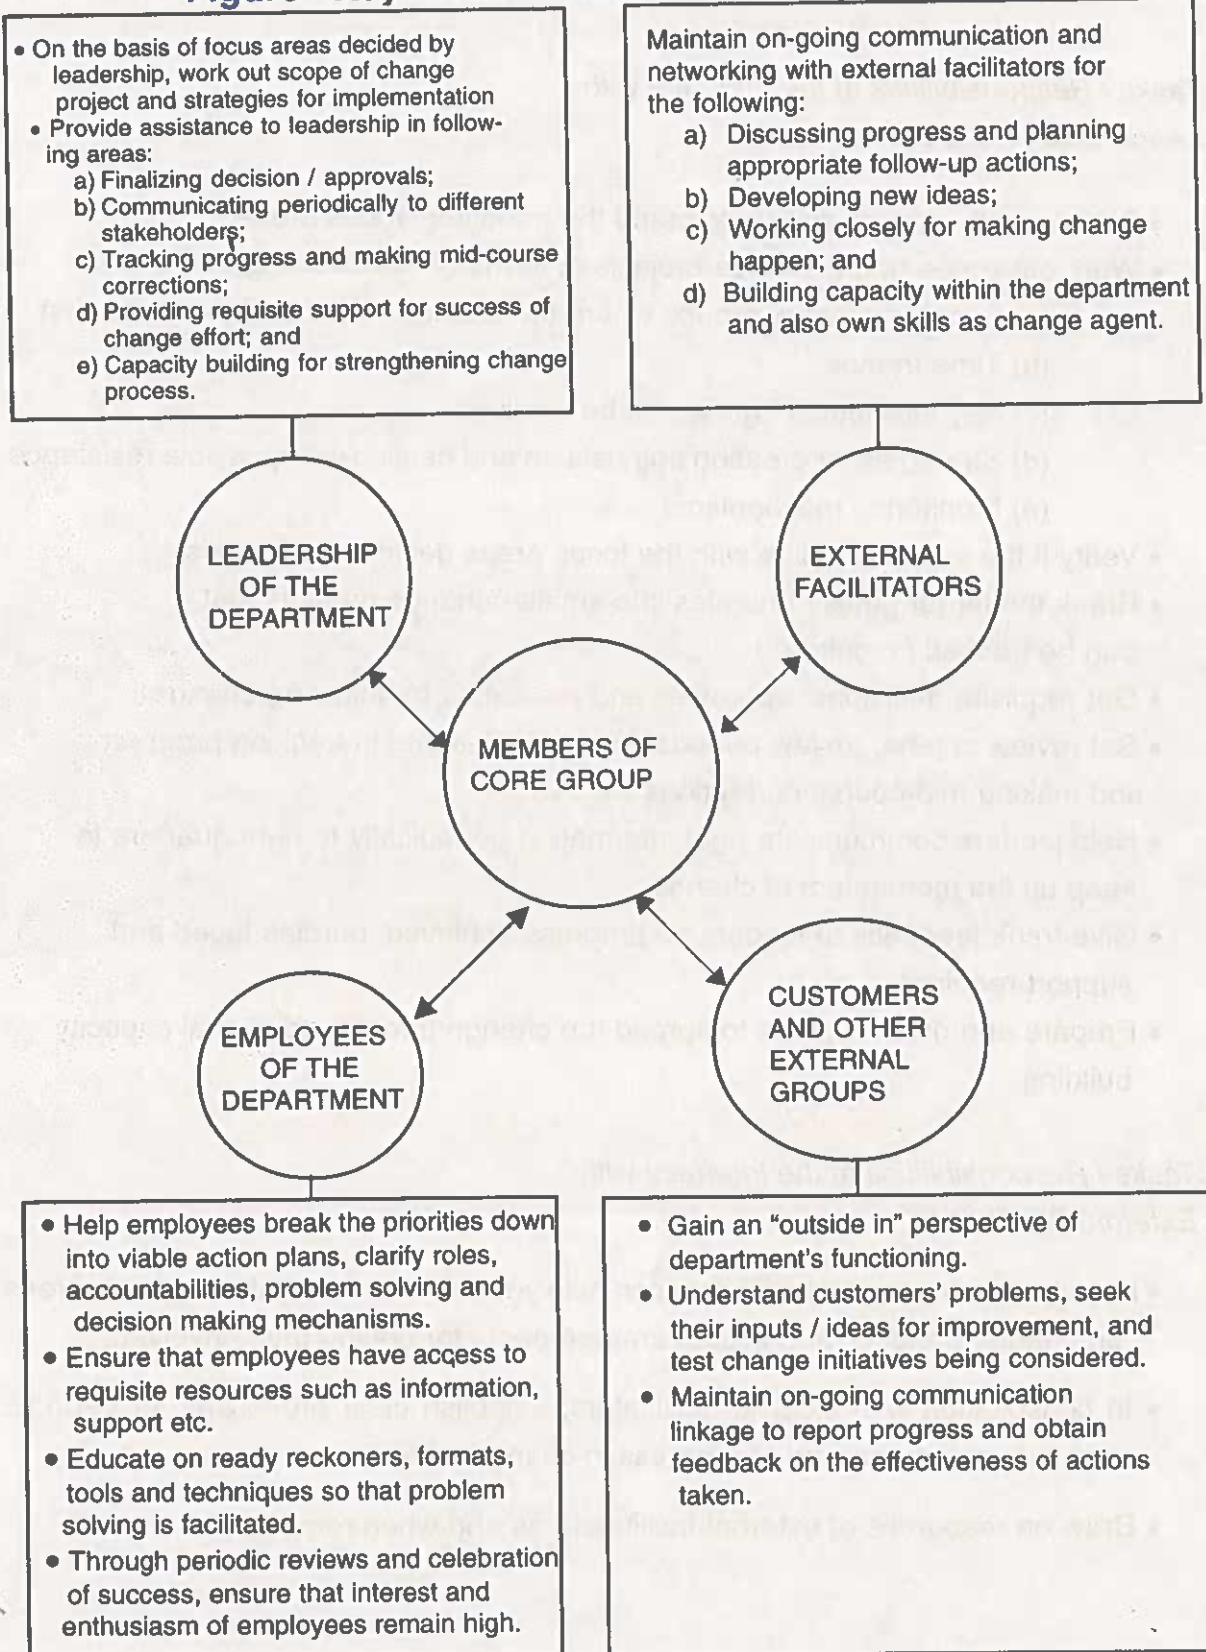 • On the basis of focus areas decided by
leadership, work out scope of change
project and strategies for implementation
• Provide assistance to leadership in follow-
ing areas:
a) Finalizing decision / approvals;
b) Communicating periodically to different
stakeholders;
c) Tracking progress and making mid-course
corrections;
d) Providing requisite support for success of
change effort; and
e) Capacity building for strengthening change
process.
Maintain on-going communication and
networking with external facilitators for
the following:
a) Discussing progress and planning
appropriate follow-up actions;
b) Developing new ideas;
c) Working closely for making change
happen; and
d) Building capacity within the department
and also own skills as change agent.
LEADERSHIP
OF THE
DEPARTMENT
EXTERNAL
FACILITATORS
MEMBERS OF
CORE GROUP
EMPLOYEES
OF THE
DEPARTMENT
CUSTOMERS
AND OTHER
EXTERNAL
GROUPS
• Help employees break the priorities down
into viable action plans, clarify roles,
accountabilities, problem solving and
decision making mechanisms.
• Ensure that employees have access to
requisite resources such as information,
support etc.
• Educate on ready reckoners, formats,
tools and techniques so that problem
solving is facilitated.
• Through periodic reviews and celebration
of success, ensure that interest and
enthusiasm of employees remain high.
• Gain an "outside in" perspective of
department's functioning.
• Understand customers' problems, seek
their inputs / ideas for improvement, and
test change initiatives being considered.
• Maintain on-going communication
linkage to report progress and obtain
feedback on the effectiveness of actions
taken.